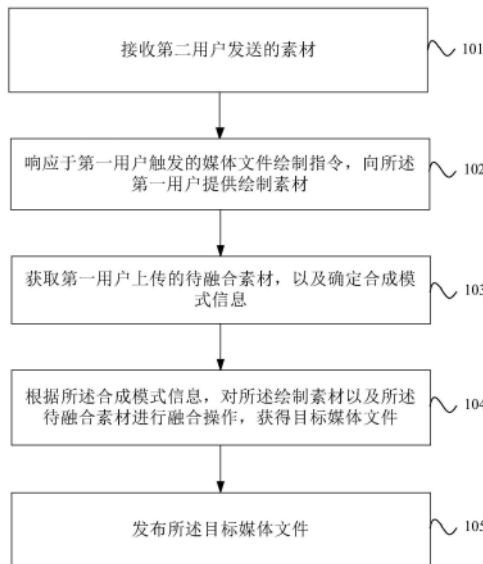 接收第二用户发送的素材
101
响应于第一用户触发的媒体文件绘制指令，向所述
第一用户提供绘制素材
102
获取第一用户上传的待融合素材，以及确定合成模
式信息
103
根据所述合成模式信息，对所述绘制素材以及所述
待融合素材进行融合操作，获得目标媒体文件
104
发布所述目标媒体文件
105